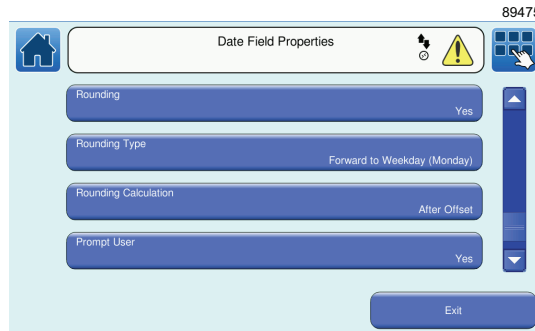 89475
Date Field Properties
Rounding
Yes
Rounding Type
Forward to Weekday (Monday)
Rounding Calculation
After Offset
Prompt User
Yes
Exit